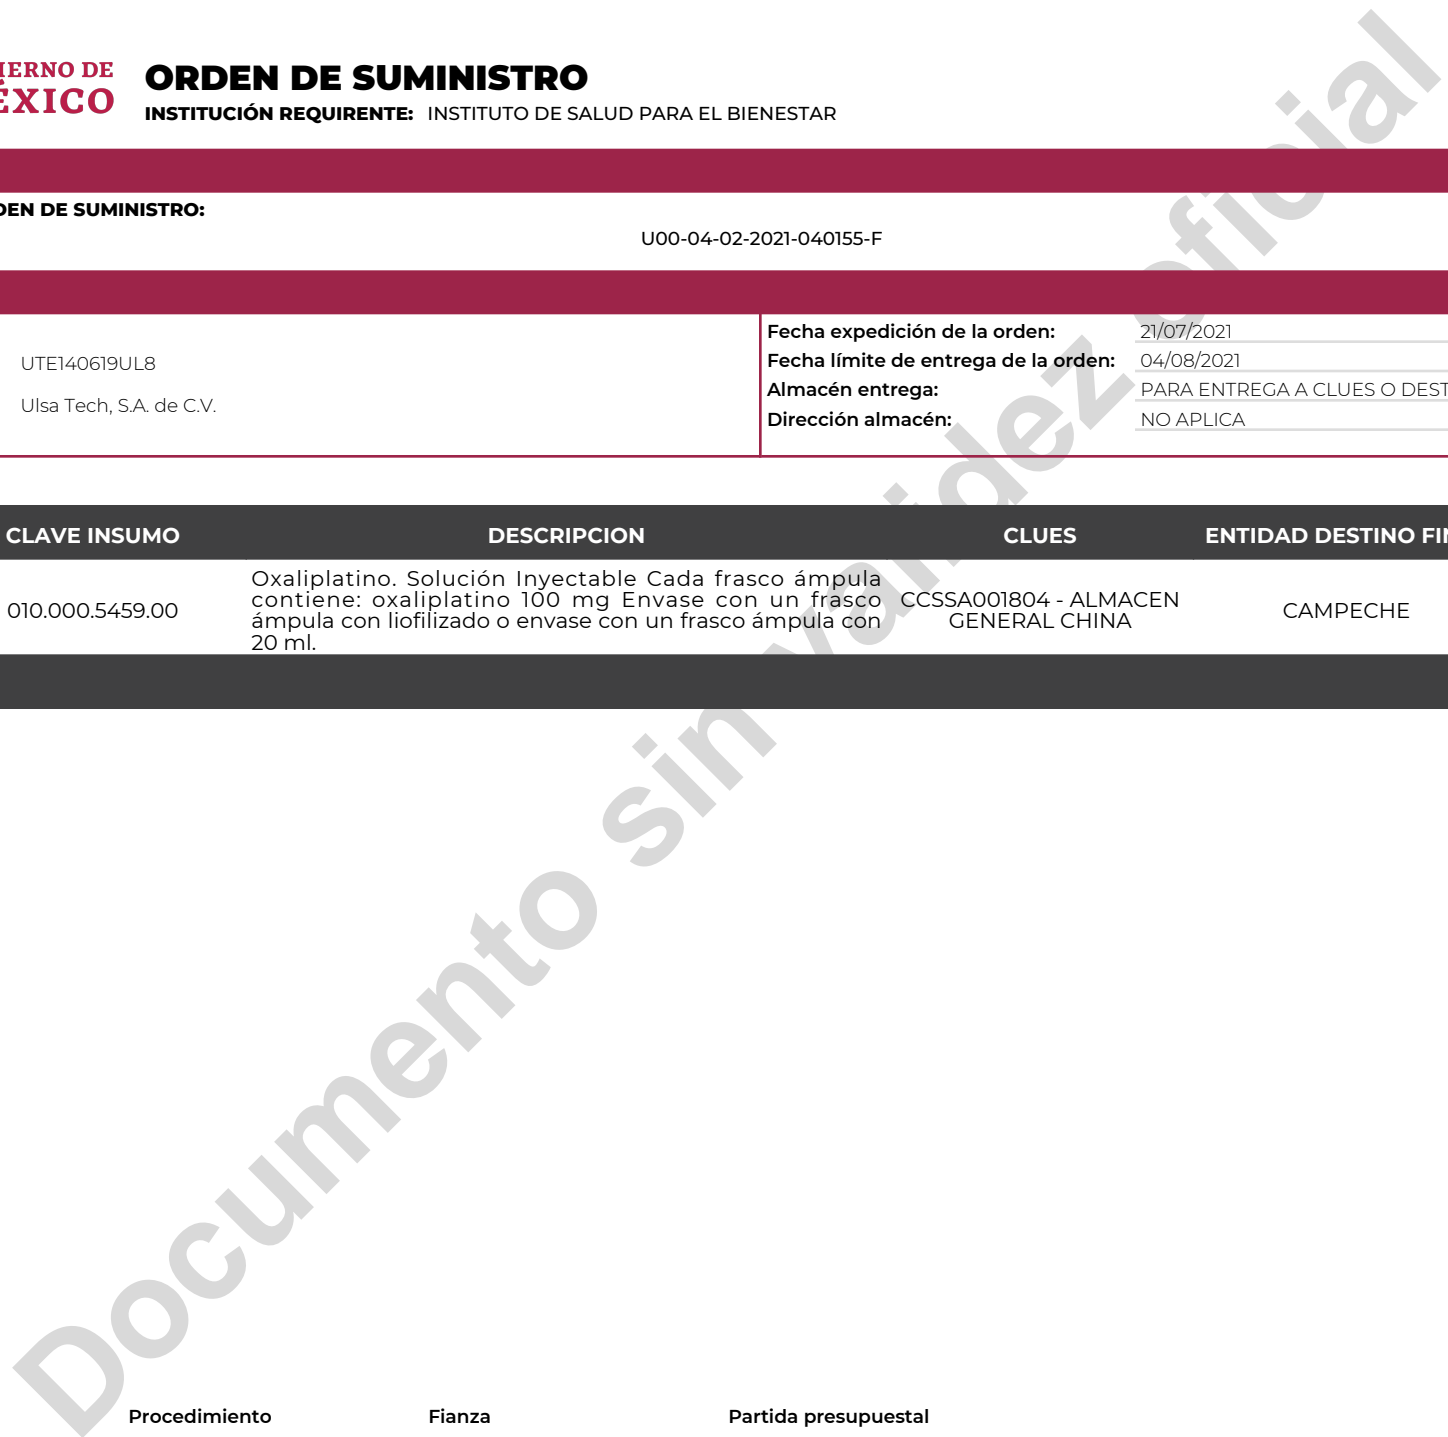 IERNO DE
ÉXICO
ORDEN DE SUMINISTRO
INSTITUCIÓN REQUIRENTE: INSTITUTO DE SALUD PARA EL BIENESTAR
DEN DE SUMINISTRO:
U00-04-02-2021-040155-F
UTE140619UL8
Ulsa Tech, S.A. de C.V.
Fecha expedición de la orden: 21/07/2021
Fecha límite de entrega de la orden: 04/08/2021
Almacén entrega: PARA ENTREGA A CLUES O DEST
Dirección almacén: NO APLICA
CLAVE INSUMO DESCRIPCION CLUES ENTIDAD DESTINO FIN
010.000.5459.00
Oxaliplatino. Solución Inyectable Cada frasco ámpula
contiene: oxaliplatino 100 mg Envase con un frasco
ámpula con liofilizado o envase con un frasco ámpula con
20 ml.
CCSSA001804 - ALMACEN
GENERAL CHINA
CAMPECHE
Documento sin validez oficial
Procedimiento Fianza Partida presupuestal